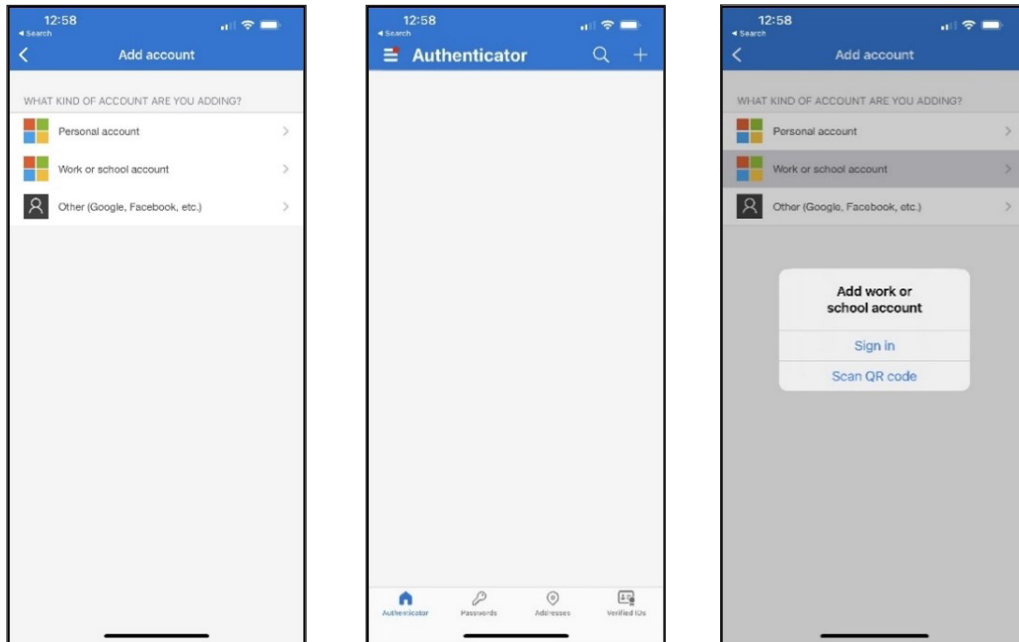 12:58
Search
Add account
WHAT KIND OF ACCOUNT ARE YOU ADDING?
Personal account
Work or school account
Other (Google, Facebook, etc.)
12:58
Search
Authenticator
Authenticator
Passwords
Addresses
Verified IDs
12:58
Search
Add account
WHAT KIND OF ACCOUNT ARE YOU ADDING?
Personal account
Work or school account
Other (Google, Facebook, etc.)
Add work or
school account
Sign in
Scan QR code